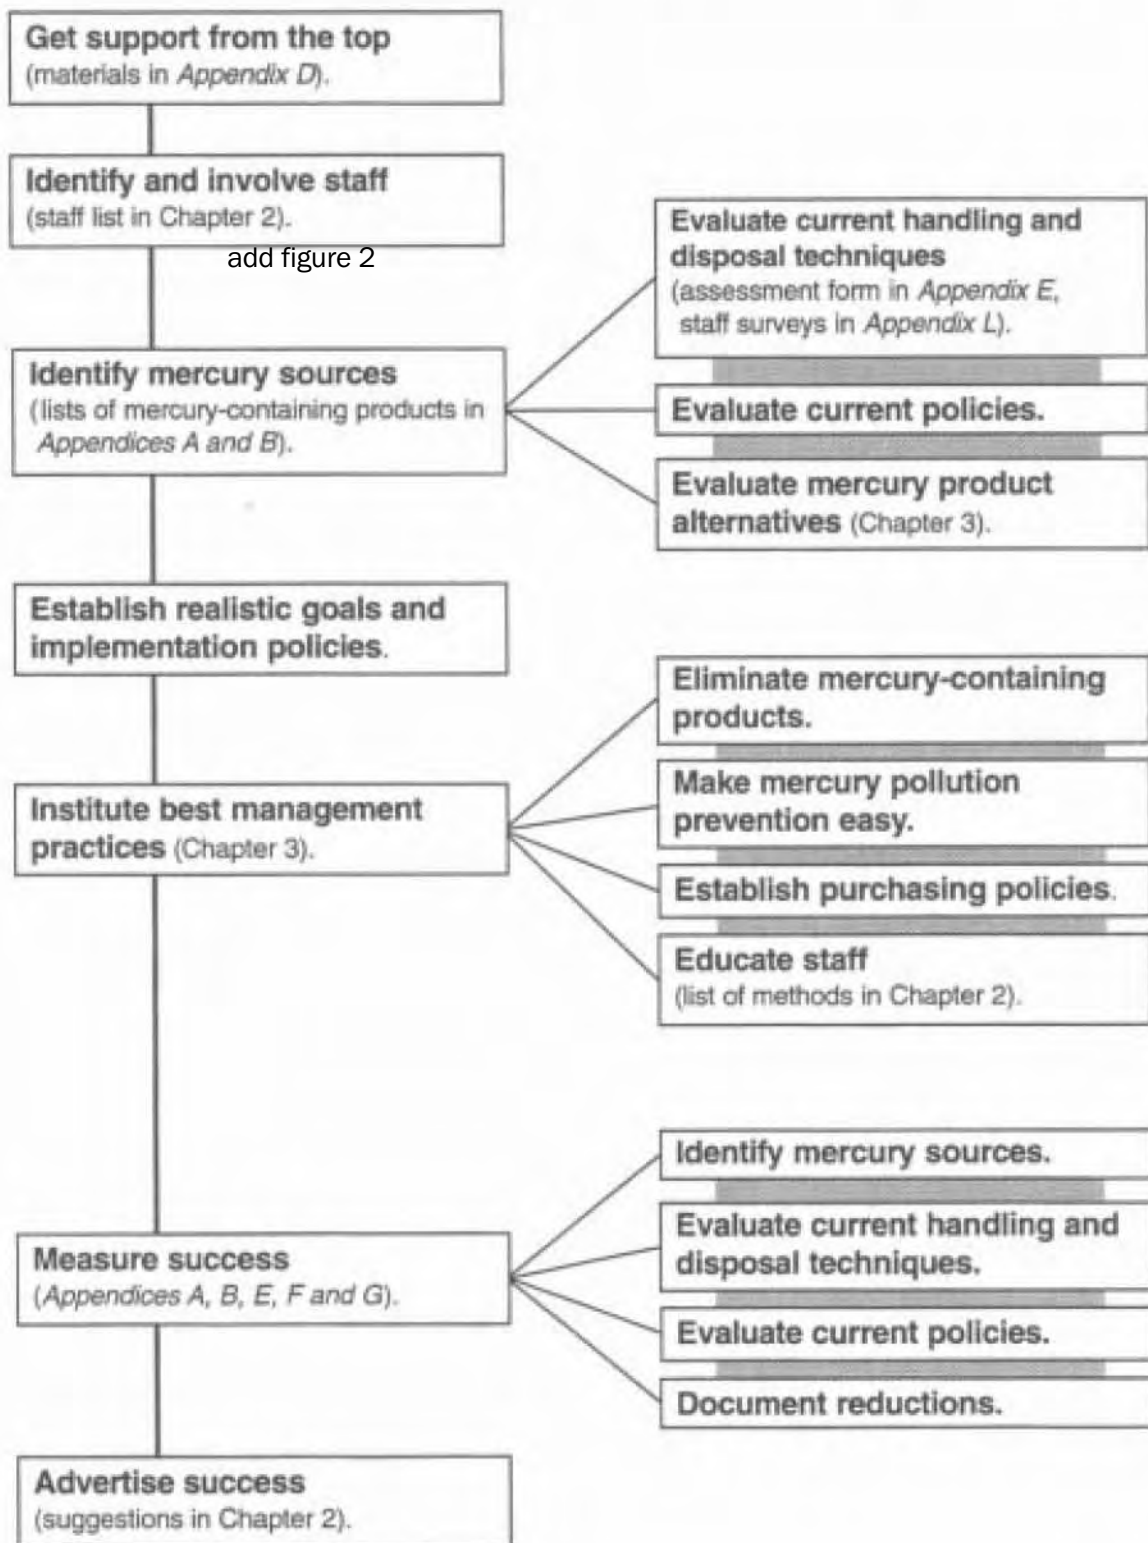 Get support from the top
(materials in Appendix D).
Identify and involve staff
(staff list in Chapter 2).
add figure 2
Identify mercury sources
(lists of mercury-containing products in
Appendices A and B).
Evaluate current handling and
disposal techniques
(assessment form in Appendix E,
staff surveys in Appendix L).
Evaluate current policies.
Evaluate mercury product
alternatives (Chapter 3).
Establish realistic goals and
implementation policies.
Institute best management
practices (Chapter 3).
Eliminate mercury-containing
products.
Make mercury pollution
prevention easy.
Establish purchasing policies.
Educate staff
(list of methods in Chapter 2).
Measure success
(Appendices A, B, E, F and G).
Identify mercury sources.
Evaluate current handling and
disposal techniques.
Evaluate current policies.
Document reductions.
Advertise success
(suggestions in Chapter 2).